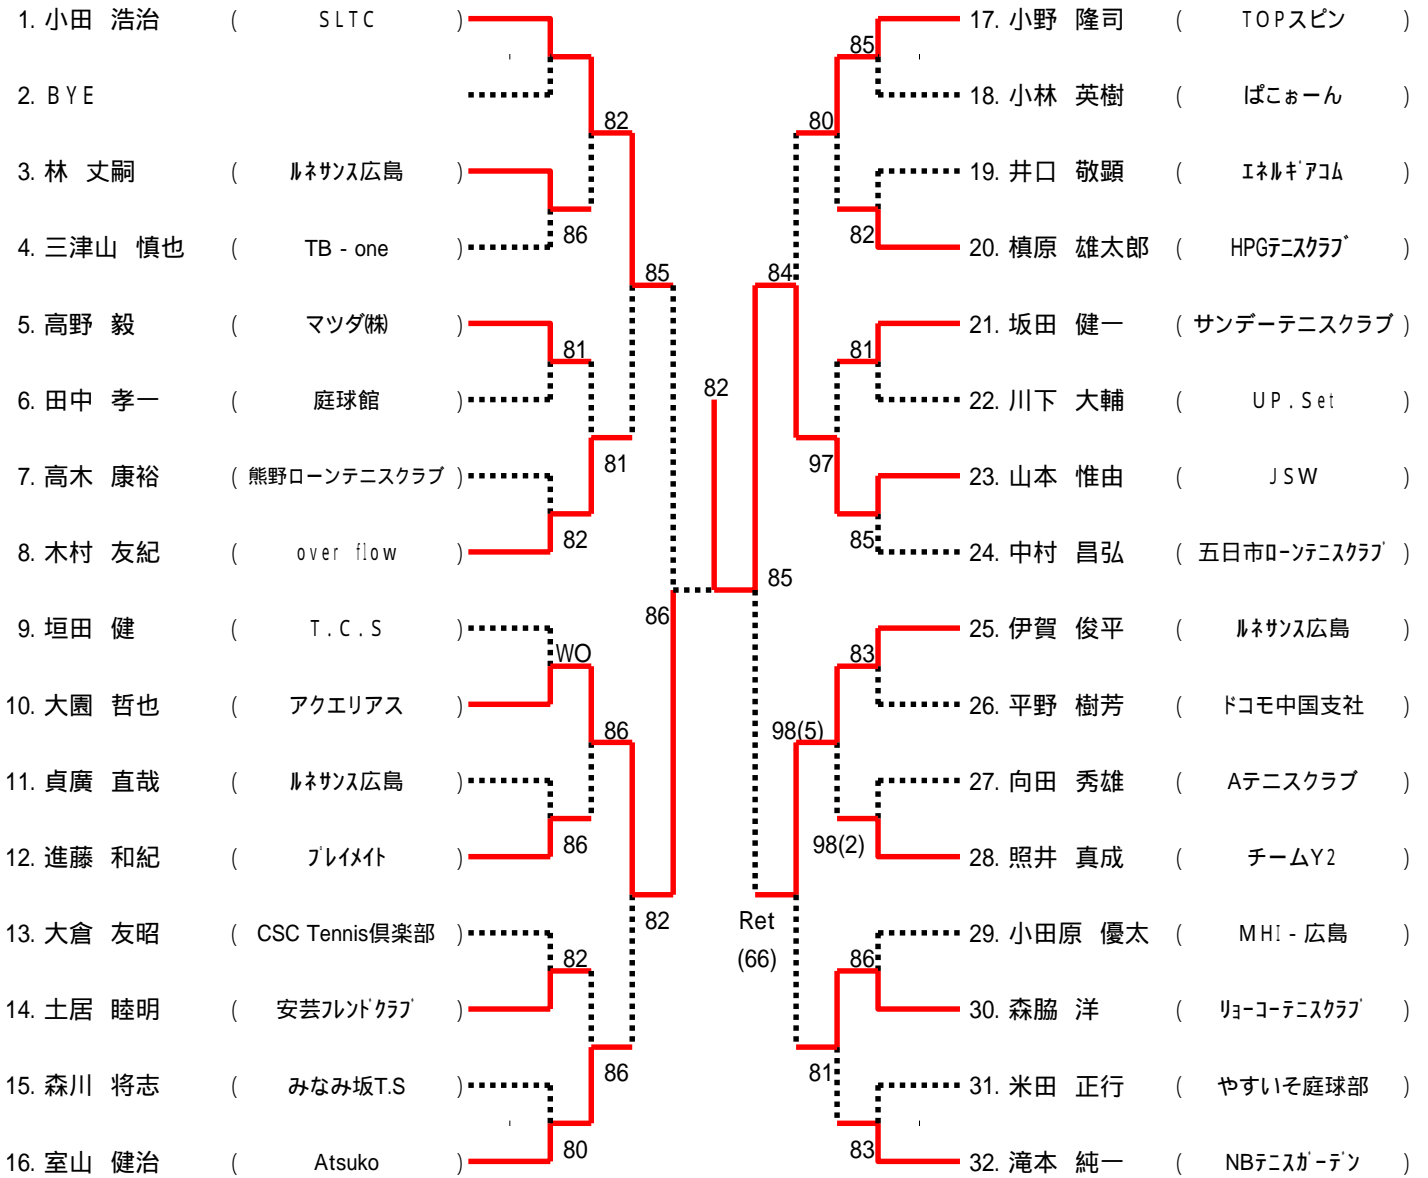 1. 小田 浩治 ( SLTC )
2. BYE
82
3. 林 丈嗣 ( ﾙﾈｻﾝｽ広島 )
86
4. 三津山 慎也 ( TB - one )
85
5. 高野 毅 ( マツダ㈱ )
81
6. 田中 孝一 ( 庭球館 )
7. 高木 康裕 ( 熊野ローンテニスクラブ )
81
8. 木村 友紀 ( over flow )
82
9. 垣田 健 ( T.C.S )
86
WO
10. 大園 哲也 ( アクエリアス )
86
11. 貞廣 直哉 ( ﾙﾈｻﾝｽ広島 )
12. 進藤 和紀 ( ﾌﾟﾚｲﾒｲﾄ )
86
13. 大倉 友昭 ( CSC Tennis倶楽部 )
82
82
14. 土居 睦明 ( 安芸ﾌﾚﾝﾄﾞｸﾗﾌﾞ )
86
15. 森川 将志 ( みなみ坂T.S )
80
16. 室山 健治 ( Atsuko )
82
17. 小野 隆司 ( TOPスピン )
85
18. 小林 英樹 ( ぱこぉーん )
80
19. 井口 敬顕 ( ｴﾈﾙｷﾞｱｺﾑ )
82
20. 槙原 雄太郎 ( HPGﾃﾆｽｸﾗﾌﾞ )
84
21. 坂田 健一 ( サンデーテニスクラブ )
81
22. 川下 大輔 ( UP.Set )
97
23. 山本 惟由 ( JSW )
85
24. 中村 昌弘 ( 五日市ﾛｰﾝﾃﾆｽｸﾗﾌﾞ )
85
25. 伊賀 俊平 ( ﾙﾈｻﾝｽ広島 )
83
26. 平野 樹芳 ( ドコモ中国支社 )
98(5)
27. 向田 秀雄 ( Aテニスクラブ )
98(2)
28. 照井 真成 ( チームY2 )
Ret
(66)
29. 小田原 優太 ( MHI - 広島 )
86
30. 森脇 洋 ( ﾘｮｰｺｰﾃﾆｽｸﾗﾌﾞ )
81
31. 米田 正行 ( やすいそ庭球部 )
83
32. 滝本 純一 ( NBﾃﾆｽｶﾞｰﾃﾞﾝ )